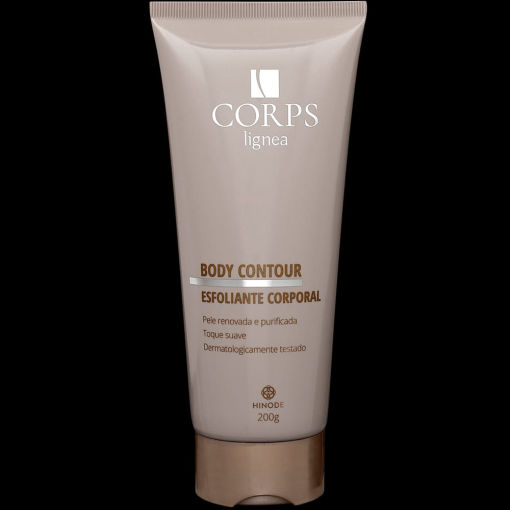 CORPS
lignea
BODY CONTOUR
ESFOLIANTE CORPORAL
Pele renovada e purificada
Toque suave
Dermatologicamente testado
HINODE
200g